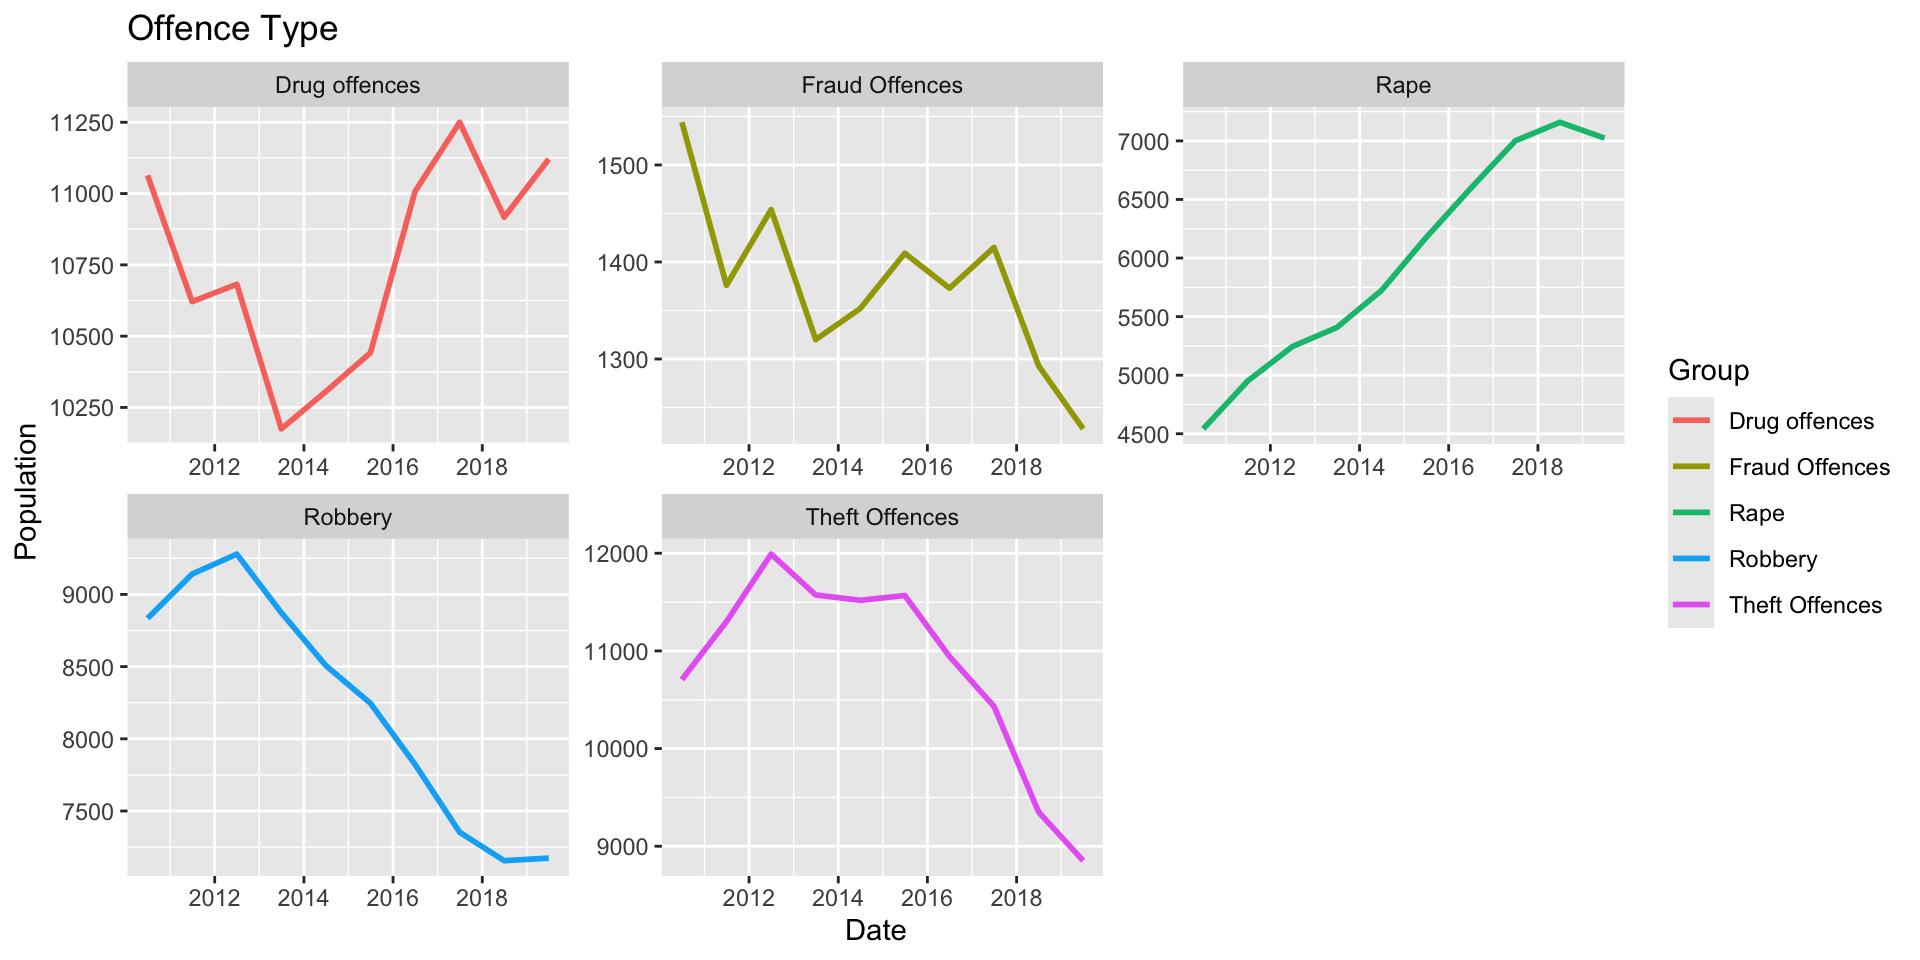 Offence Type
Drug offences
Fraud Offences
Rape
11250
11000
10750
10500
10250
1500
1400
1300
7000
6500
6000
5500
5000
4500
2012 2014 2016 2018
2012 2014 2016 2018
2012 2014 2016 2018
Population
Robbery
Theft Offences
9000
8500
8000
7500
12000
11000
10000
9000
2012 2014 2016 2018
2012 2014 2016 2018
Date
Group
Drug offences
Fraud Offences
Rape
Robbery
Theft Offences